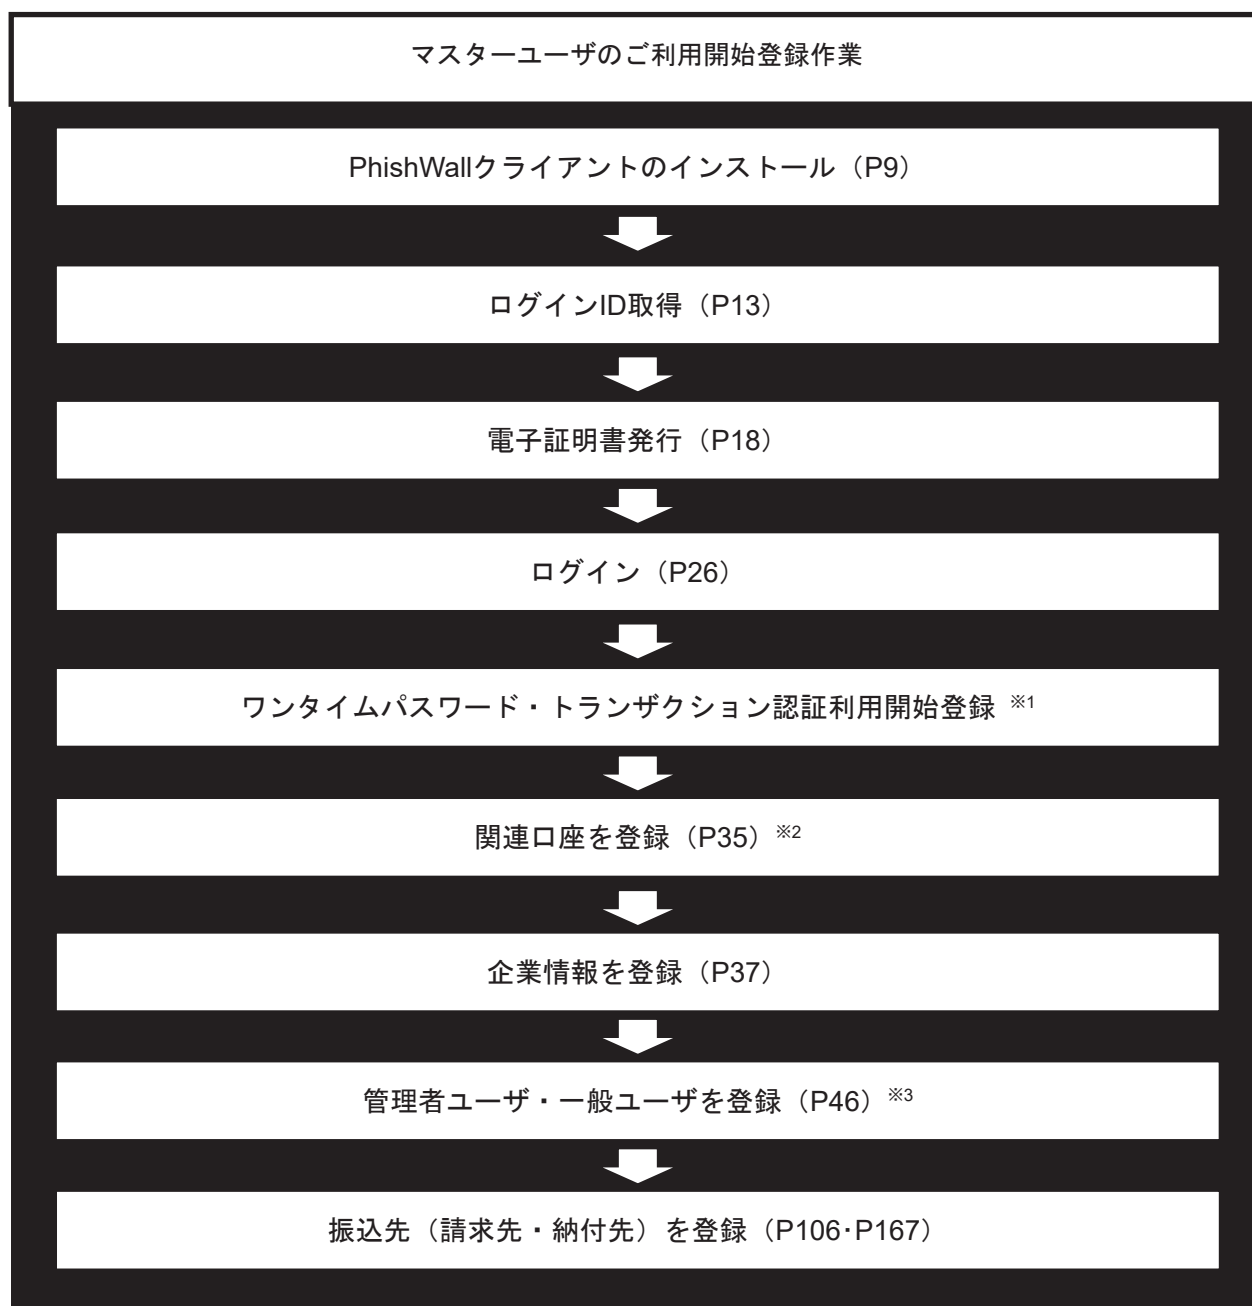 マスターユーザのご利用開始登録作業
PhishWallクライアントのインストール（P9）
ログインID取得（P13）
電子証明書発行（P18）
ログイン（P26）
ワンタイムパスワード・トランザクション認証利用開始登録 ※1
関連口座を登録（P35）※2
企業情報を登録（P37）
管理者ユーザ・一般ユーザを登録（P46）※3
振込先（請求先・納付先）を登録（P106･P167）